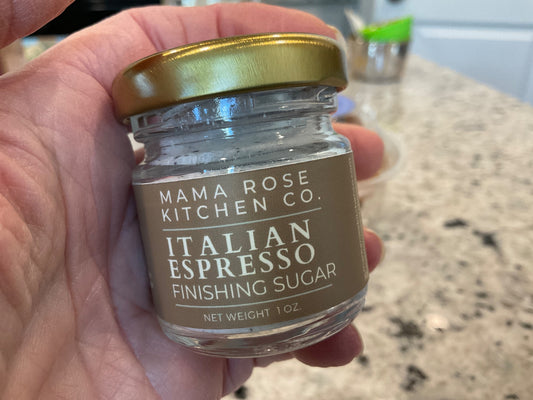 MAMA ROSE
KITCHEN CO.
ITALIAN
ESPRESSO
FINISHING SUGAR
NET WEIGHT 1 OZ.